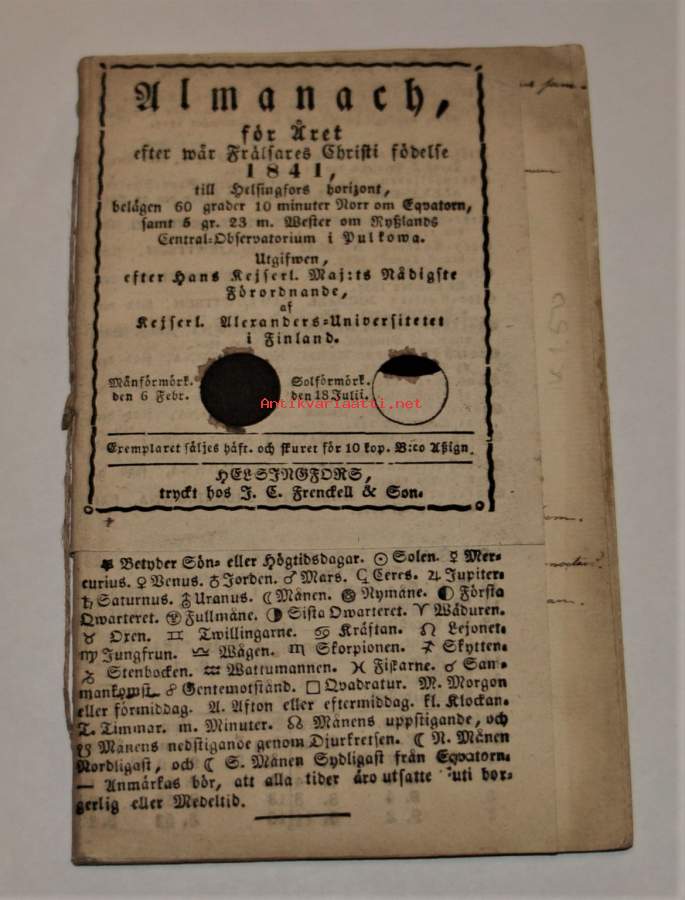 Almanach,
för Året
efter wår Frälsares Christi födelse
1841,
till Helsingfors horizont,
belägen 60 grader 10 minuter Norr om Eqvatorn,
samt 5 gr. 23 m. Wester om Ryßlands
Central-Observatorium i Pulkowa.
Utgifwen,
efter Hans Kejserl. Maj:ts Nådigste
Förordnande,
af
Kejserl. Alexanders-Universitetet
i Finland.
Månförmörk.
den 6 Febr.
Solförmörk.
den 18 Julii.
Antikvariaatti.net
Exemplaret säljes häft. och skuret för 10 kop. B:co Aßign.
HELSINGFORS,
tryckt hos J. C. Frenckell & Son.
Betyder Sön- eller Högtidsdagar. ☉ Solen. ☿ Mer-
curius. ♀ Venus. ♁ Jorden. ♂ Mars. ⚳ Ceres. ♃ Jupiter.
♄ Saturnus. ♅ Uranus. ☾ Månen. Nymåne. Första
Qwarteret. Fullmåne. Sista Qwarteret. ♈ Wäduren.
♉ Oxen. ♊ Twillingarne. ♋ Kräftan. ♌ Lejonet.
♍ Jungfrun. ♎ Wågen. ♏ Skorpionen. ♐ Skytten.
♑ Stenbocken. ♒ Wattumannen. ♓ Fiskarne. ☌ Sam-
mankomst. ☍ Gentemotstånd. □ Qvadratur. M. Morgon
eller förmiddag. A. Afton eller eftermiddag. kl. Klockan.
T. Timmar. m. Minuter. ☊ Månens uppstigande, och
☋ Månens nedstigande genom Djurkretsen. ☾ N. Månen
Nordligast, och ☾ S. Månen Sydligast från Eqvatorn.
— Anmärkas bör, att alla tider äro utsatte uti bor-
gerlig eller Medeltid.